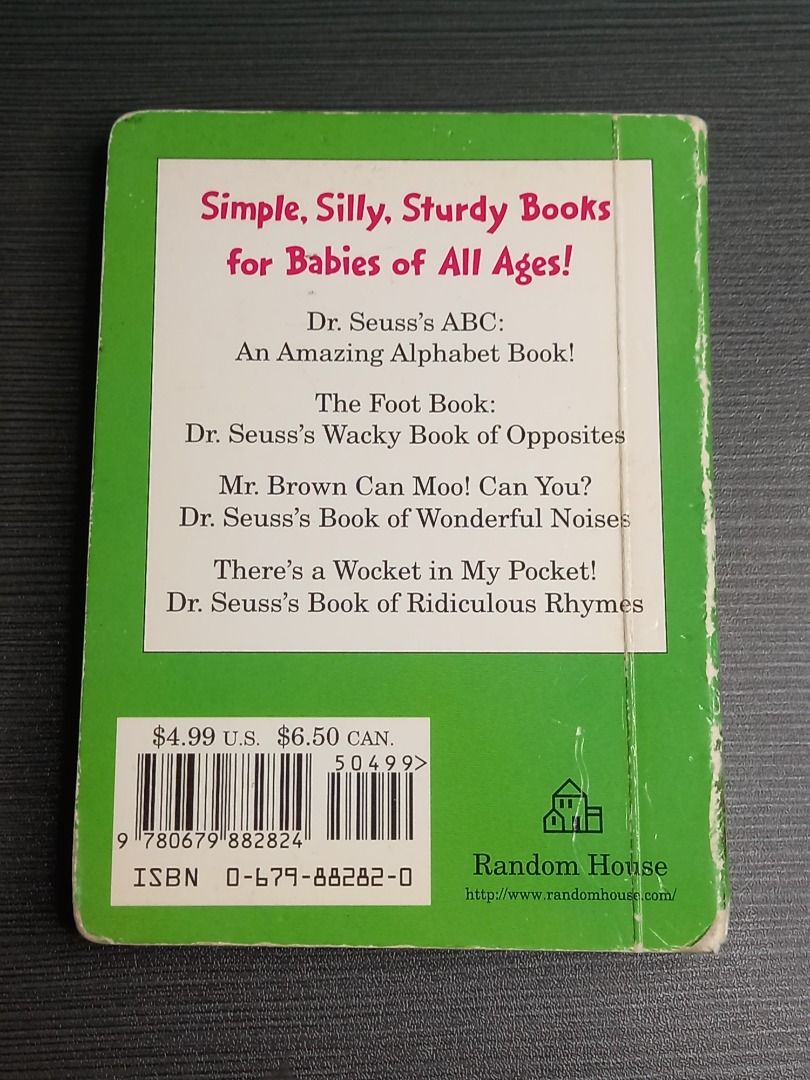 Simple, Silly, Sturdy Books
for Babies of All Ages!
Dr. Seuss's ABC:
An Amazing Alphabet Book!
The Foot Book:
Dr. Seuss's Wacky Book of Opposites
Mr. Brown Can Moo! Can You?
Dr. Seuss's Book of Wonderful Noises
There's a Wocket in My Pocket!
Dr. Seuss's Book of Ridiculous Rhymes
$4.99 U.S. $6.50 CAN.
50499>
9 780679 882824
ISBN 0-679-88282-0
Random House
http://www.randomhouse.com/